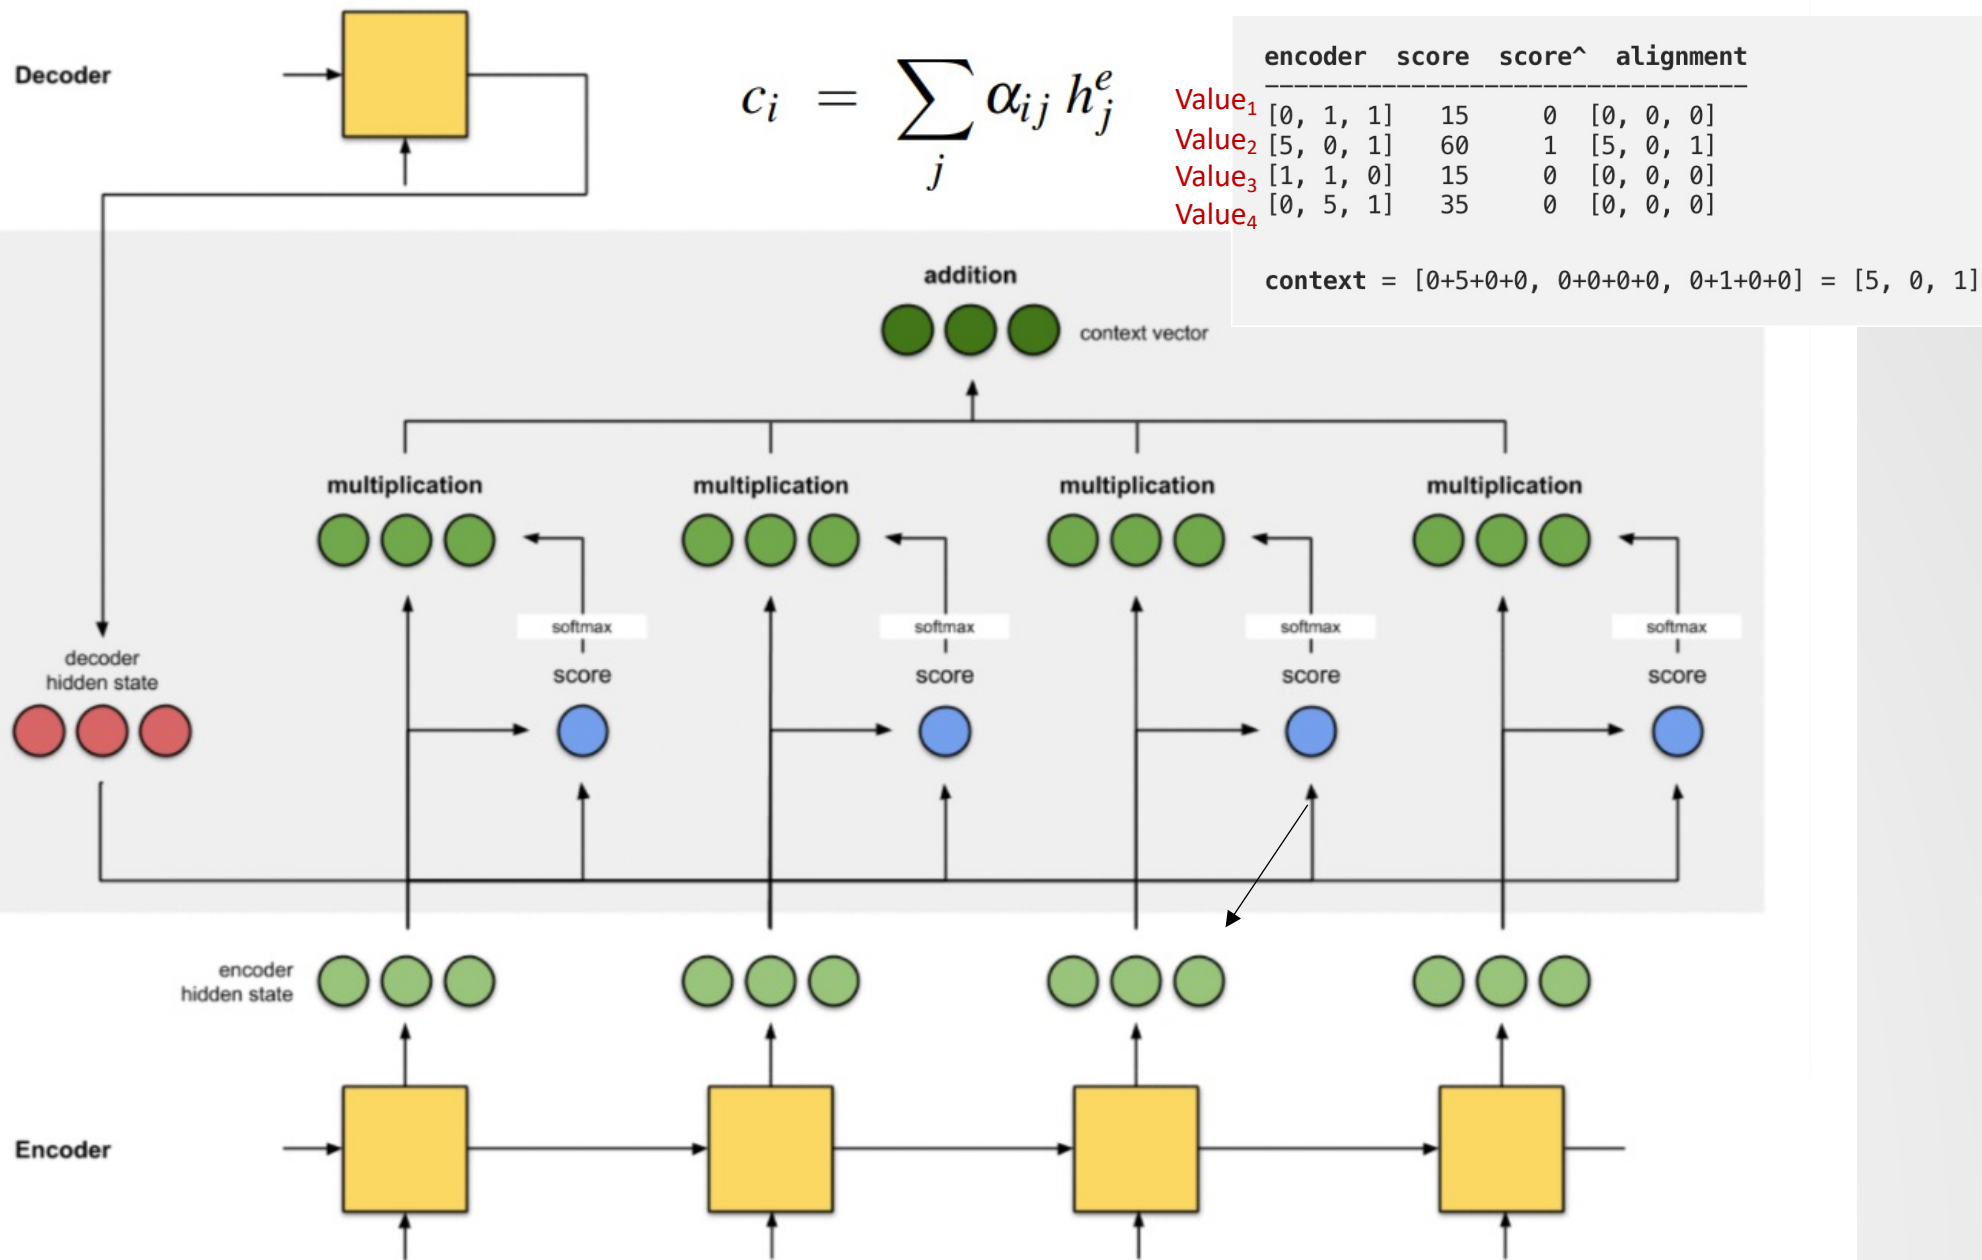 Decoder
c_i = ∑_j α_{ij} h_j^e
encoder score score^ alignment
Value₁ [0, 1, 1] 15 0 [0, 0, 0]
Value₂ [5, 0, 1] 60 1 [5, 0, 1]
Value₃ [1, 1, 0] 15 0 [0, 0, 0]
Value₄ [0, 5, 1] 35 0 [0, 0, 0]
context = [0+5+0+0, 0+0+0+0, 0+1+0+0] = [5, 0, 1]
addition
context vector
multiplication multiplication multiplication multiplication
softmax softmax softmax softmax
score score score score
decoder
hidden state
encoder
hidden state
Encoder